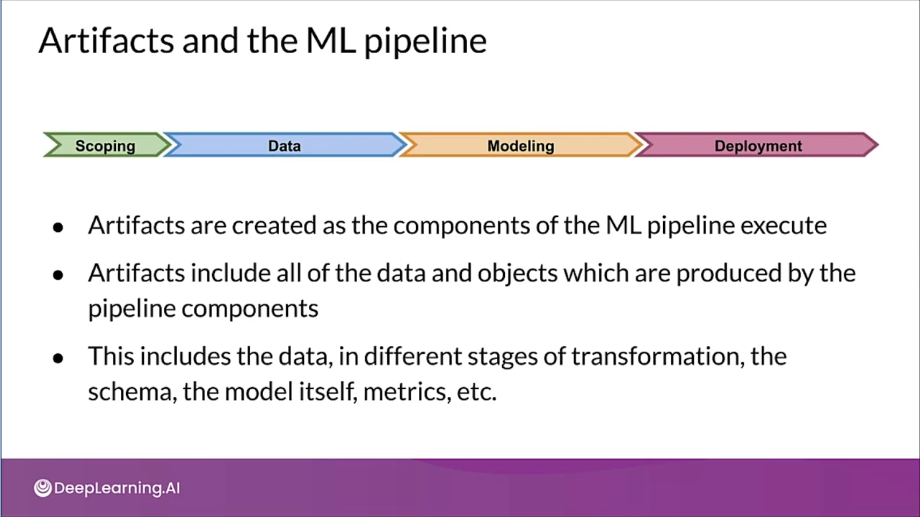 Artifacts and the ML pipeline
Scoping
Data
Modeling
Deployment
● Artifacts are created as the components of the ML pipeline execute
● Artifacts include all of the data and objects which are produced by the
pipeline components
● This includes the data, in different stages of transformation, the
schema, the model itself, metrics, etc.
DeepLearning.AI